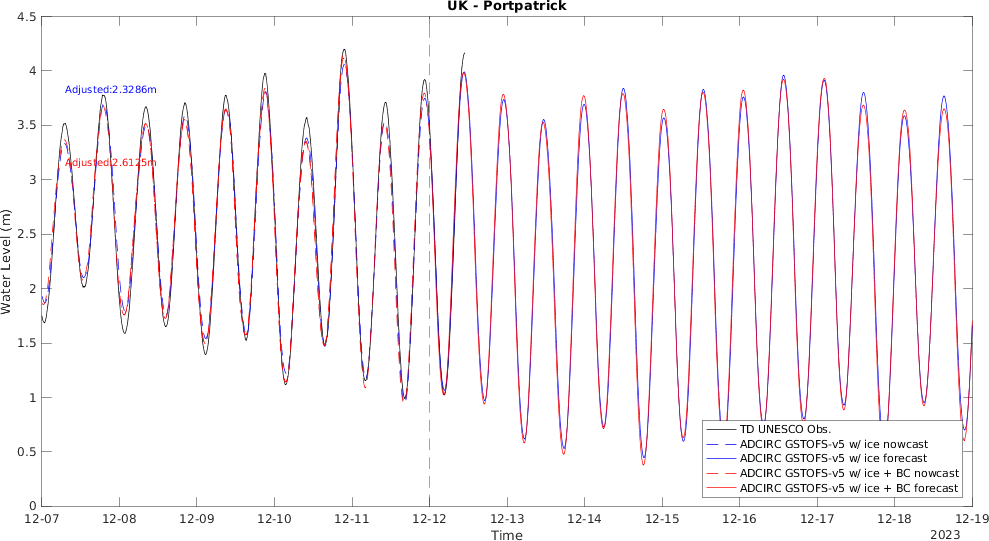 UK - Portpatrick
4.5
4
3.5
3
2.5
2
1.5
1
0.5
0
Water Level (m)
Adjusted:2.3286m
Adjusted:2.6125m
TD UNESCO Obs.
ADCIRC GSTOFS-v5 w/ ice nowcast
ADCIRC GSTOFS-v5 w/ ice forecast
ADCIRC GSTOFS-v5 w/ ice + BC nowcast
ADCIRC GSTOFS-v5 w/ ice + BC forecast
12-07 12-08 12-09 12-10 12-11 12-12 12-13 12-14 12-15 12-16 12-17 12-18 12-19
Time
2023